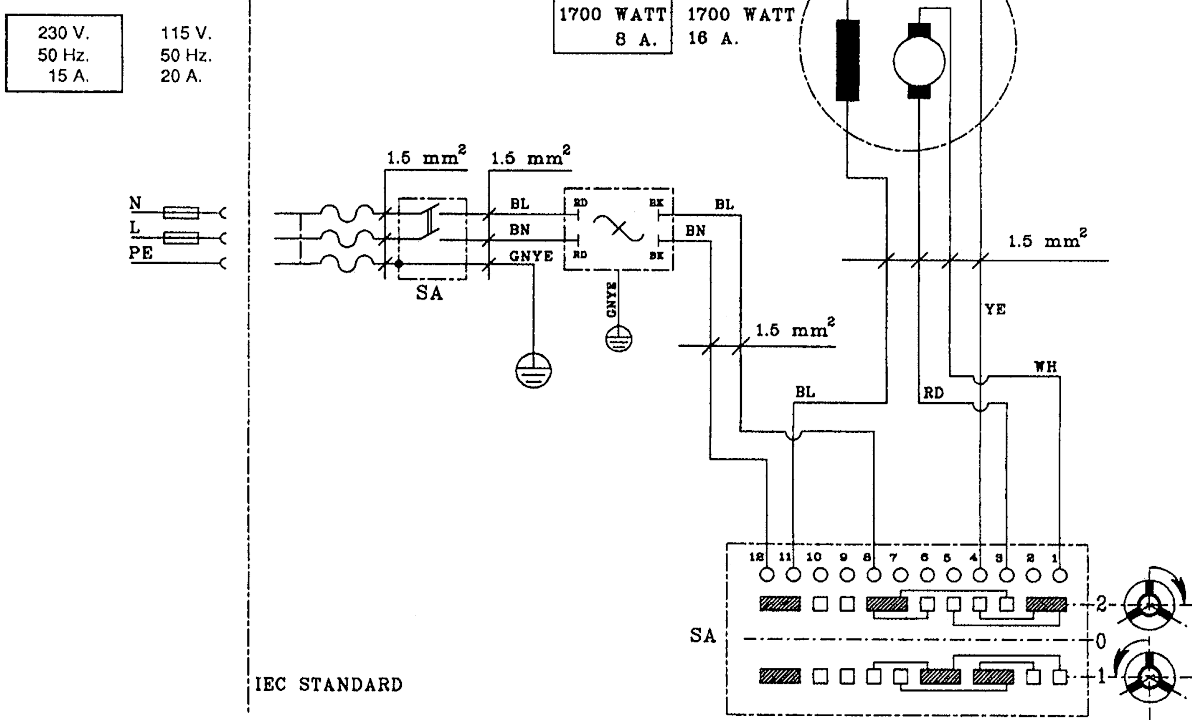 230 V.
50 Hz.
15 A.
115 V.
50 Hz.
20 A.
1700 WATT
8 A.
1700 WATT
16 A.
1.5 mm²
1.5 mm²
N
L
PE
BL
BN
GNYE
RD
BK
RD
BK
BL
BN
SA
GNYE
1.5 mm²
1.5 mm²
YE
WH
BL
RD
12 11 10 9 8 7 6 5 4 3 2 1
2
SA
0
1
IEC STANDARD